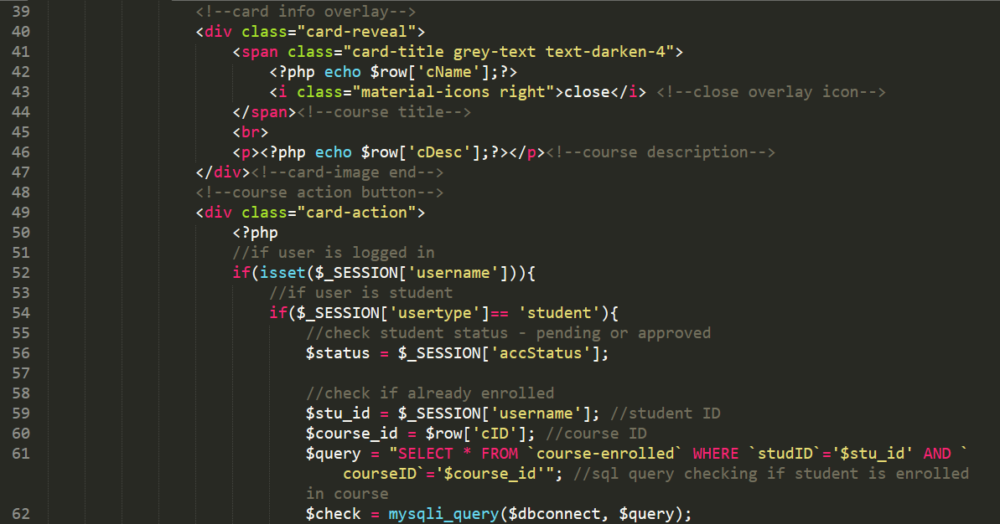 39 <!--card info overlay-->
40 <div class="card-reveal">
41 <span class="card-title grey-text text-darken-4">
42 <?php echo $row['cName'];?>
43 <i class="material-icons right">close</i> <!--close overlay icon-->
44 </span><!--course title-->
45 <br>
46 <p><?php echo $row['cDesc'];?></p><!--course description-->
47 </div><!--card-image end-->
48 <!--course action button-->
49 <div class="card-action">
50 <?php
51 //if user is logged in
52 if(isset($_SESSION['username'])){
53 //if user is student
54 if($_SESSION['usertype']== 'student'){
55 //check student status - pending or approved
56 $status = $_SESSION['accStatus'];
57
58 //check if already enrolled
59 $stu_id = $_SESSION['username']; //student ID
60 $course_id = $row['cID']; //course ID
61 $query = "SELECT * FROM `course-enrolled` WHERE `studID`='$stu_id' AND `
courseID`='$course_id'"; //sql query checking if student is enrolled
in course
62 $check = mysqli_query($dbconnect, $query);